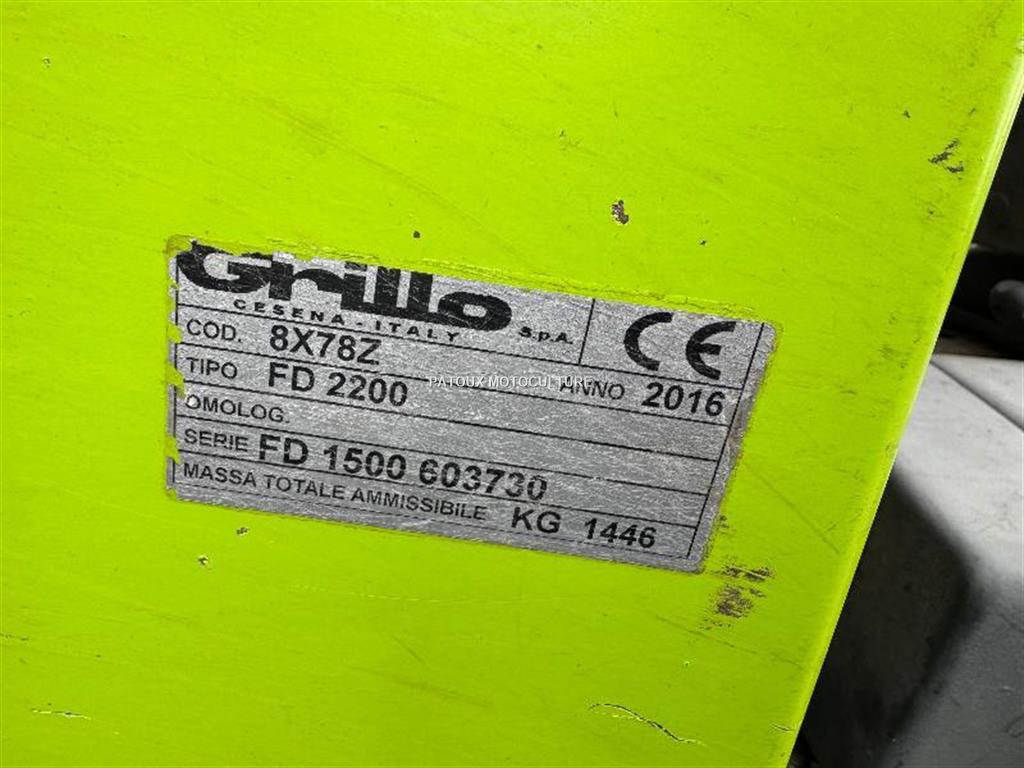 Grillo S.p.A. CE
CESENA - ITALY
COD. 8X78Z
TIPO FD 2200 ANNO 2016
PATOUX MOTOCULTURE
OMOLOG.
SERIE FD 1500 603730
MASSA TOTALE AMMISSIBILE KG 1446